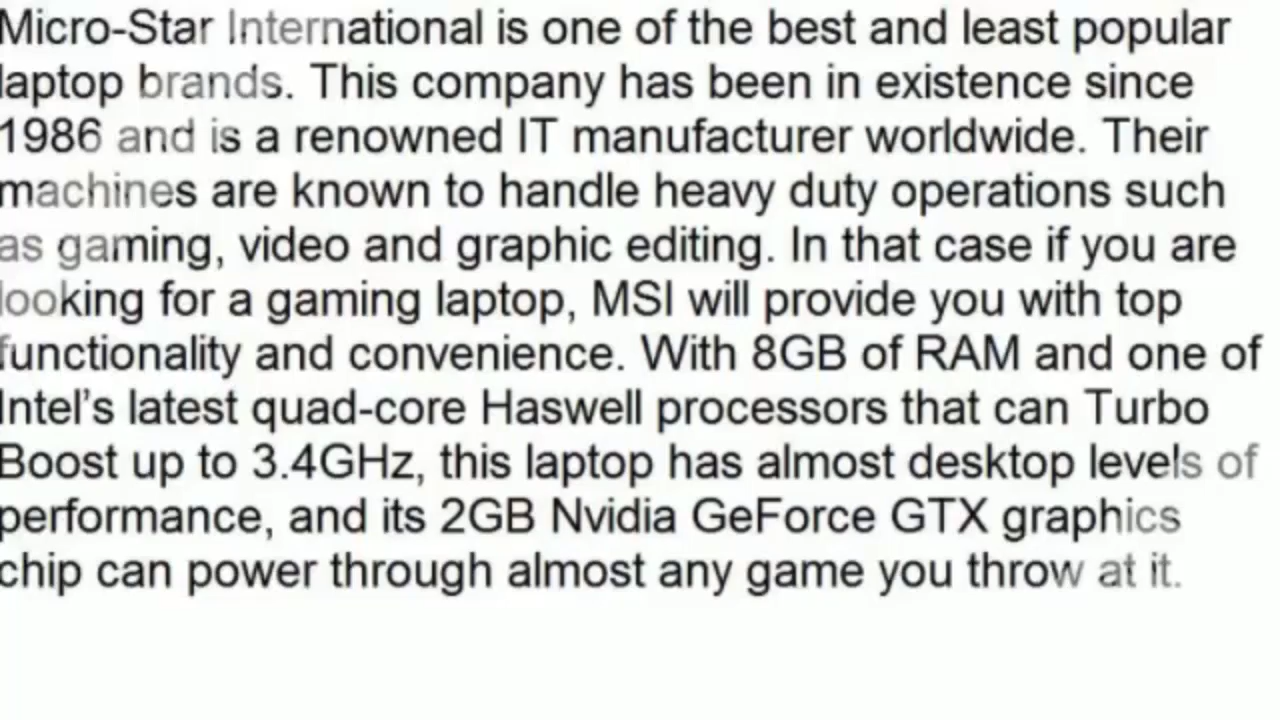 Micro-Star International is one of the best and least popular
laptop brands. This company has been in existence since
1986 and is a renowned IT manufacturer worldwide. Their
machines are known to handle heavy duty operations such
as gaming, video and graphic editing. In that case if you are
looking for a gaming laptop, MSI will provide you with top
functionality and convenience. With 8GB of RAM and one of
Intel’s latest quad-core Haswell processors that can Turbo
Boost up to 3.4GHz, this laptop has almost desktop levels of
performance, and its 2GB Nvidia GeForce GTX graphics
chip can power through almost any game you throw at it.